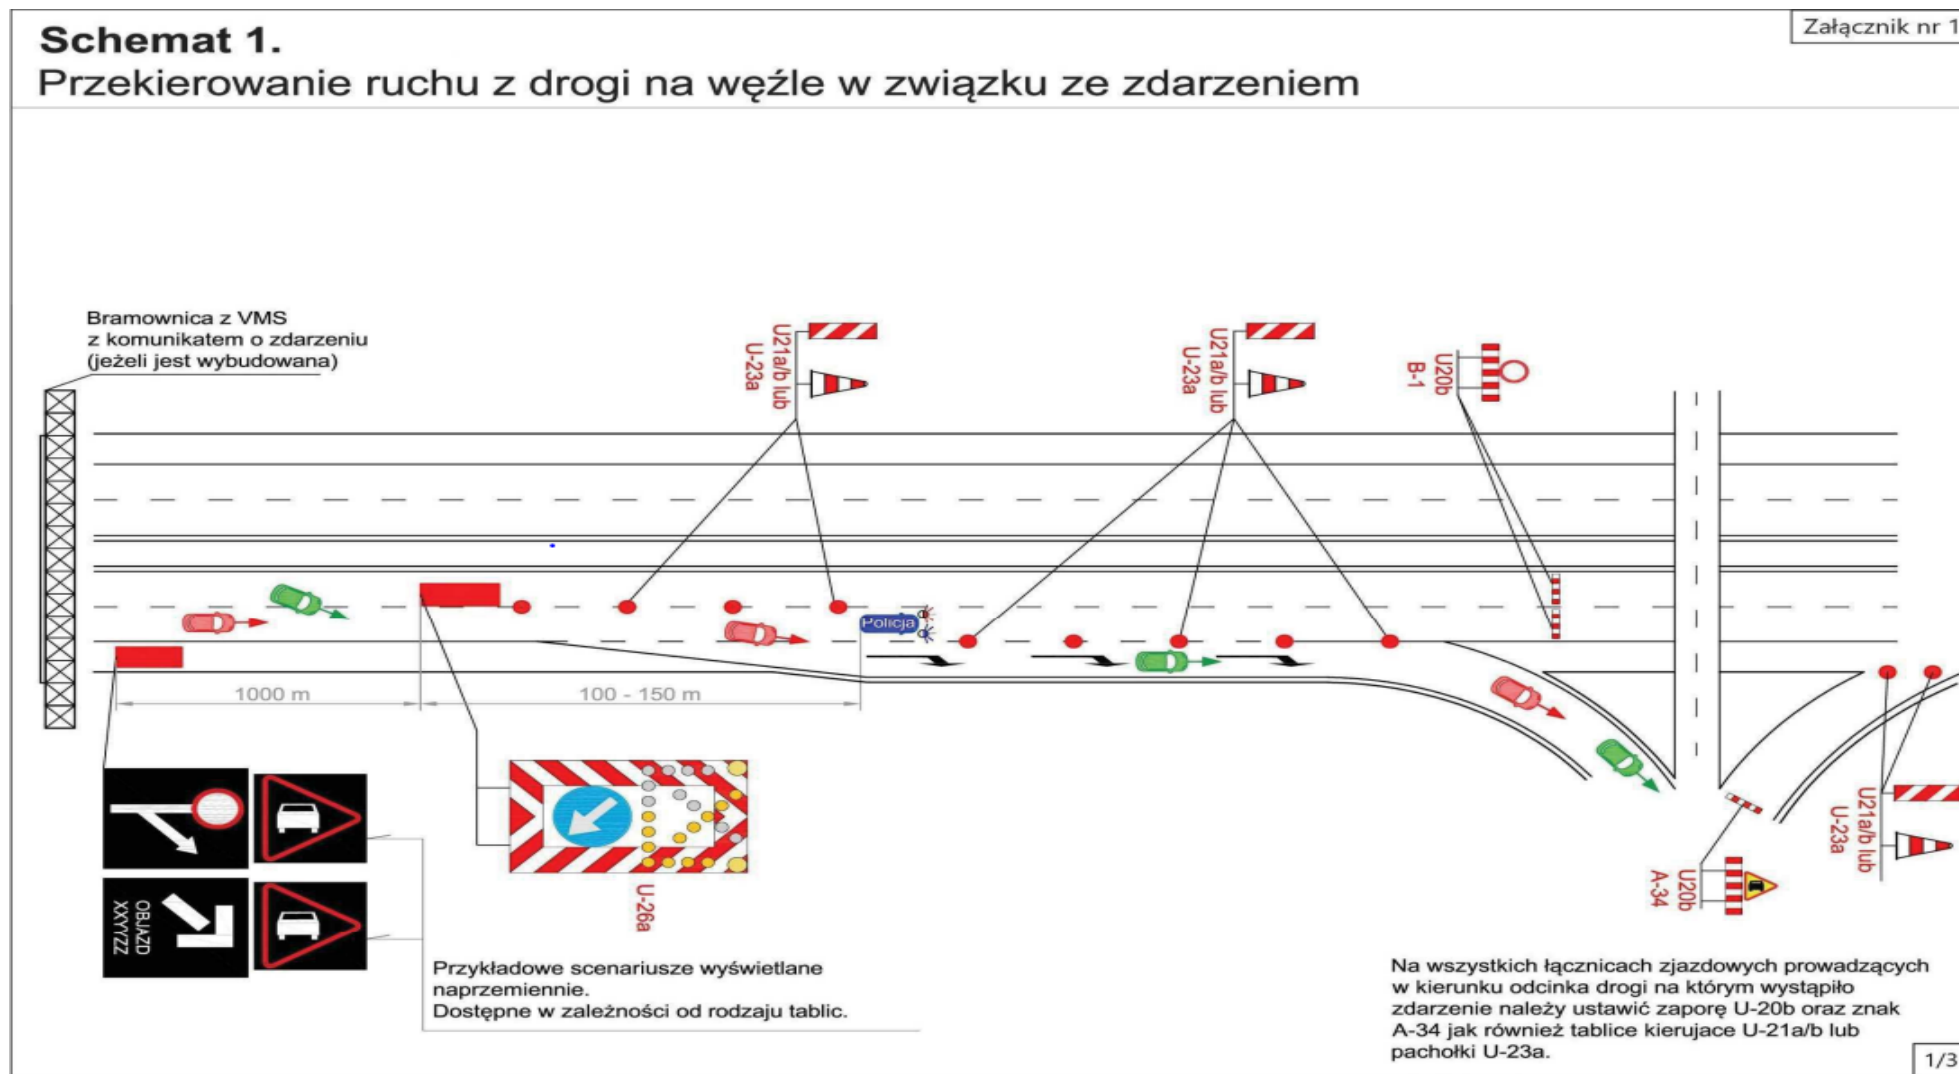 Załącznik nr 1
Schemat 1.
Przekierowanie ruchu z drogi na węźle w związku ze zdarzeniem
Bramownica z VMS
z komunikatem o zdarzeniu
(jeżeli jest wybudowana)
U21a/b lub
U-23a
U21a/b lub
U-23a
U20b
B-1
Policja
1000 m
100 - 150 m
OBJAZD
XXYYZZ
U-26a
U21a/b lub
U-23a
U20b
A-34
Przykładowe scenariusze wyświetlane
naprzemiennie.
Dostępne w zależności od rodzaju tablic.
Na wszystkich łącznicach zjazdowych prowadzących
w kierunku odcinka drogi na którym wystąpiło
zdarzenie należy ustawić zaporę U-20b oraz znak
A-34 jak również tablice kierujace U-21a/b lub
pachołki U-23a.
1/3